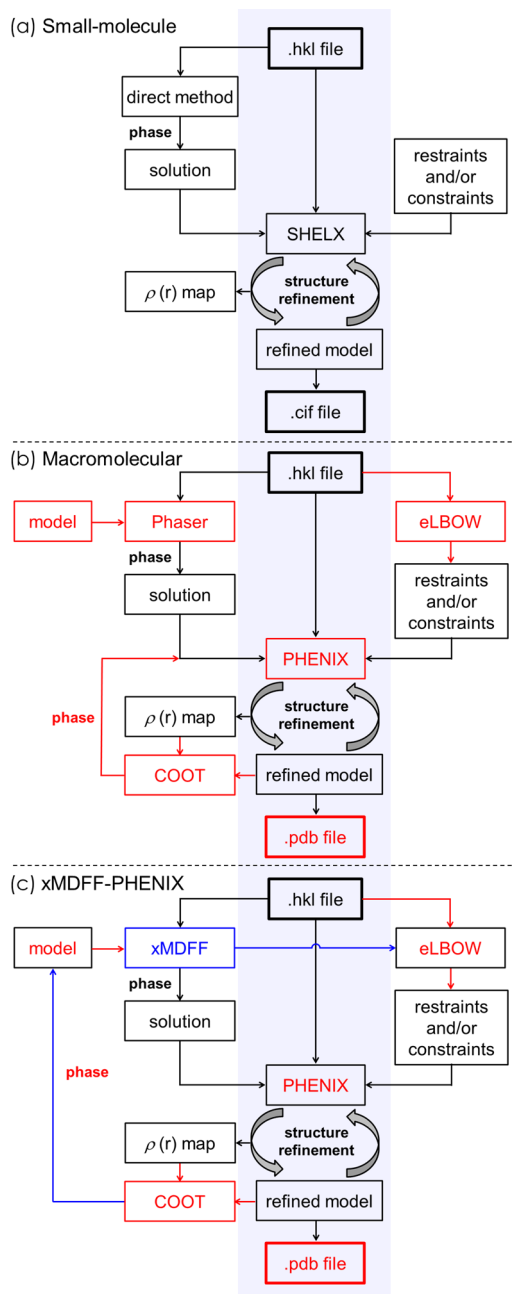 (a) Small-molecule
.hkl file
direct method
phase
solution
restraints
and/or
constraints
SHELX
ρ (r) map
structure
refinement
refined model
.cif file
(b) Macromolecular
.hkl file
model
Phaser
eLBOW
phase
solution
restraints
and/or
constraints
PHENIX
phase
ρ (r) map
structure
refinement
COOT
refined model
.pdb file
(c) xMDFF-PHENIX
.hkl file
model
xMDFF
eLBOW
phase
solution
restraints
and/or
constraints
phase
PHENIX
ρ (r) map
structure
refinement
COOT
refined model
.pdb file